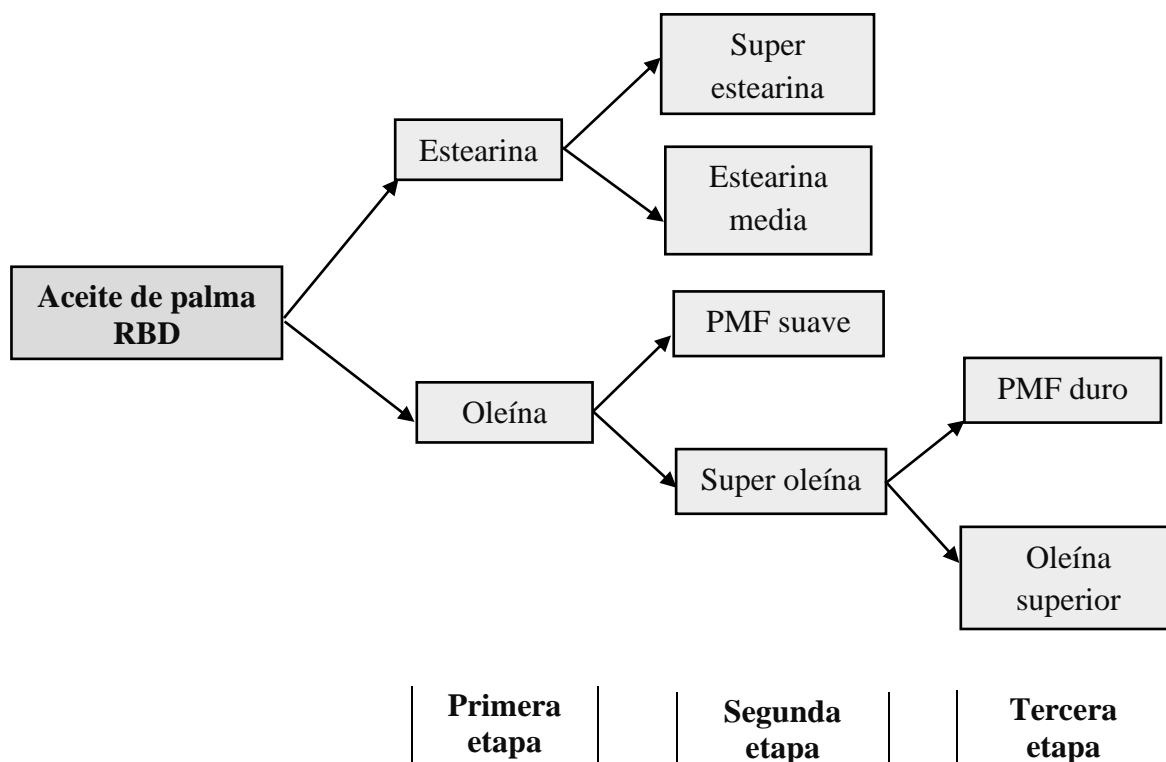 Super
estearina
Estearina
Estearina
media
Aceite de palma
RBD
PMF suave
Oleína
PMF duro
Super oleína
Oleína
superior
Primera
etapa
Segunda
etapa
Tercera
etapa